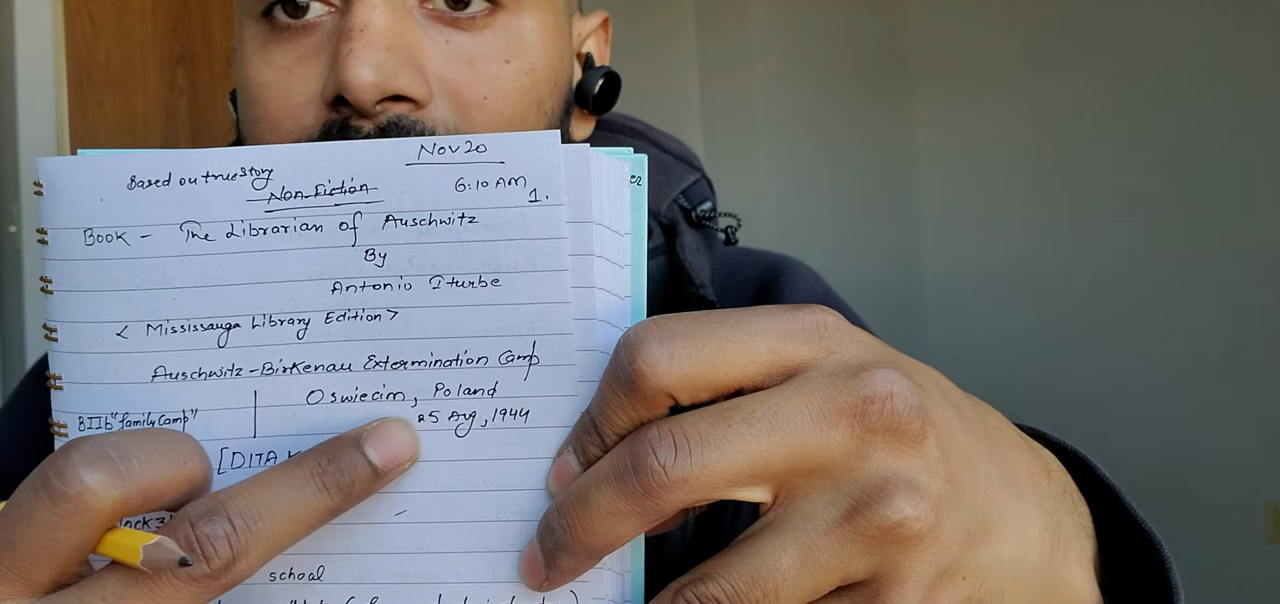 Nov 20
Based on true story
Non-Fiction
6:10 AM
1.
Book - The Librarian of Auschwitz
By
Antonio Iturbe
< Mississauga Library Edition >
Auschwitz-Birkenau Extermination Camp
Oswiecim, Poland
BIIb "family Camp"
25 Aug, 1944
[DITA
school